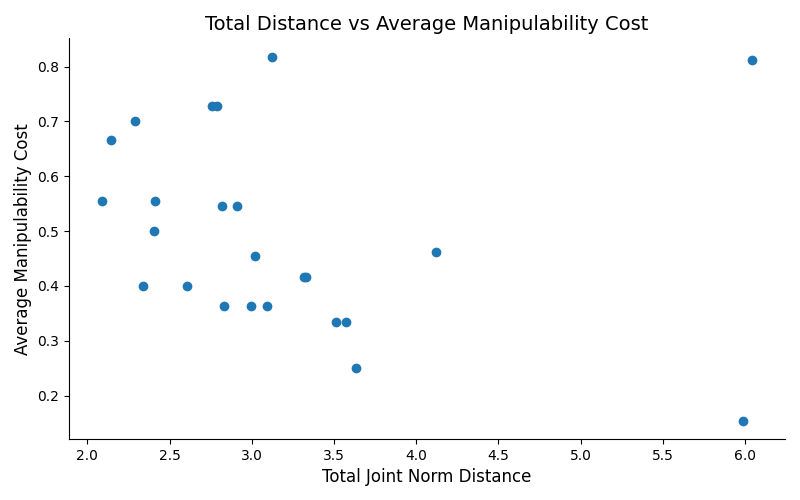 Total Distance vs Average Manipulability Cost
Average Manipulability Cost
0.8
0.7
0.6
0.5
0.4
0.3
0.2
2.0 2.5 3.0 3.5 4.0 4.5 5.0 5.5 6.0
Total Joint Norm Distance